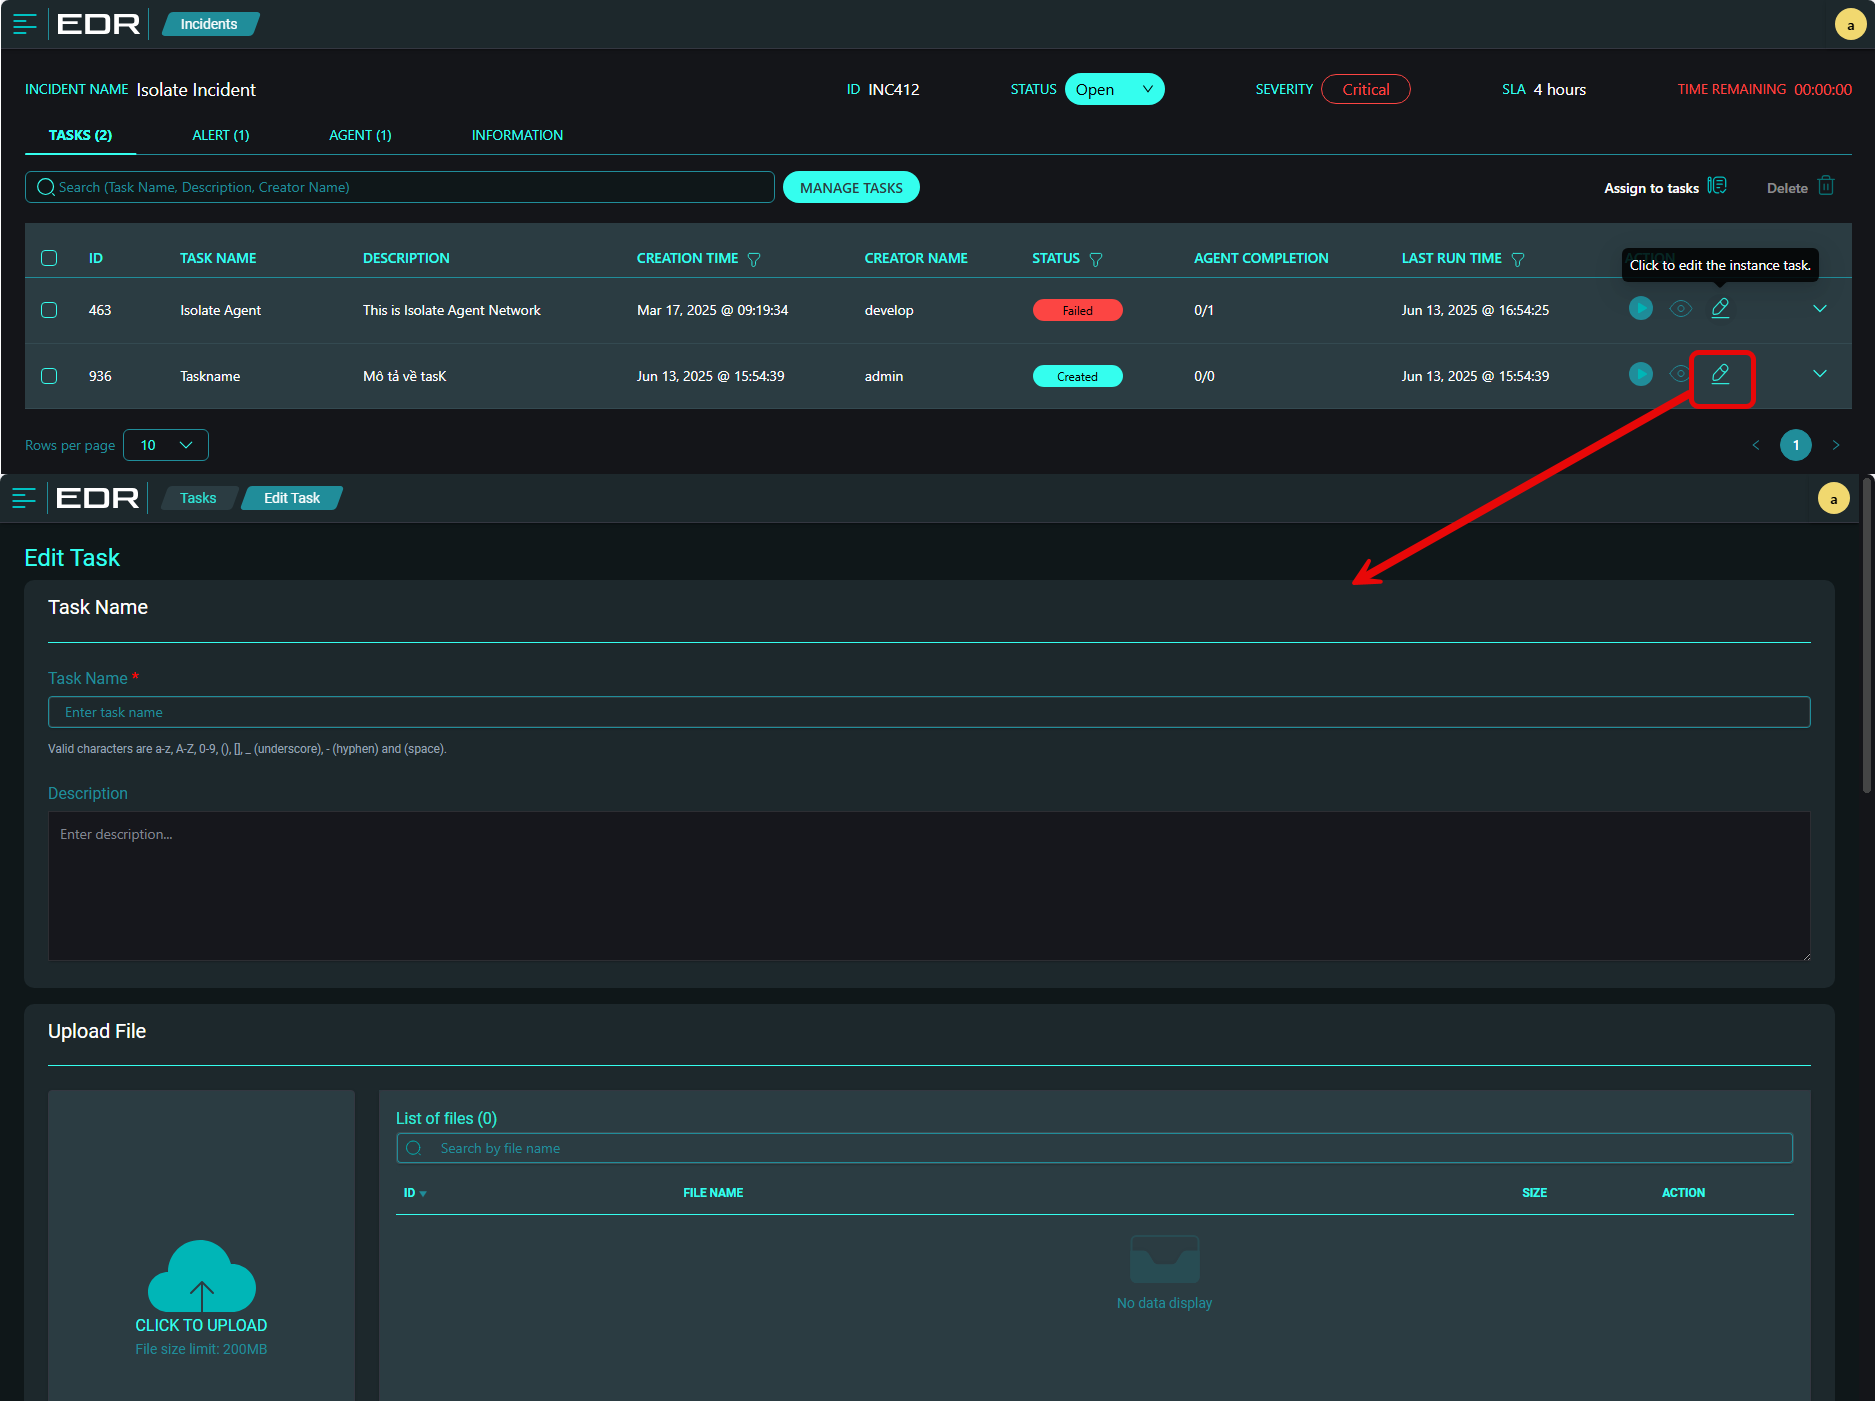 EDR Incidents a
INCIDENT NAME Isolate Incident ID INC412 STATUS Open SEVERITY Critical SLA 4 hours TIME REMAINING 00:00:00
TASKS (2) ALERT (1) AGENT (1) INFORMATION
Search (Task Name, Description, Creator Name) MANAGE TASKS Assign to tasks Delete
ID TASK NAME DESCRIPTION CREATION TIME CREATOR NAME STATUS AGENT COMPLETION LAST RUN TIME
Click to edit the instance task.
463 Isolate Agent This is Isolate Agent Network Mar 17, 2025 @ 09:19:34 develop Failed 0/1 Jun 13, 2025 @ 16:54:25
936 Taskname Mô tả về tasK Jun 13, 2025 @ 15:54:39 admin Created 0/0 Jun 13, 2025 @ 15:54:39
Rows per page 10 < 1 >
EDR Tasks Edit Task a
Edit Task
Task Name
Task Name *
Enter task name
Valid characters are a-z, A-Z, 0-9, (), [], _ (underscore), - (hyphen) and (space).
Description
Enter description...
Upload File
List of files (0)
Search by file name
ID FILE NAME SIZE ACTION
No data display
CLICK TO UPLOAD
File size limit: 200MB